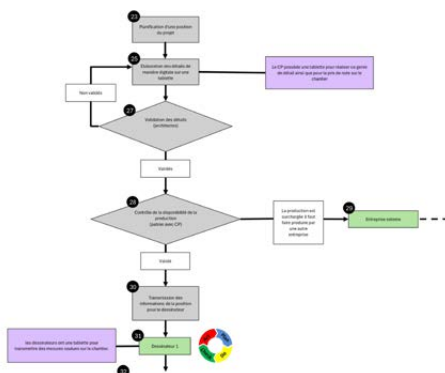 23
Planification d'une position
du projet
25
Elaboration des détails de
manière digitale sur une
tablette
Le CP possède une tablette pour réaliser ce genre
de détail ainsi que pour la pris de note sur le
chantier
Non validés
27
Validation des détails
(architecte)
Validés
28
Contrôle de la disponibilité de la
production
(patron avec CP)
La production est
surchargée il faut
faire produire par
une autre
entreprise
29
Entreprise externe
Validé
30
Transmission des
informations de la position
pour le dessinateur
31
les dessinateurs ont une tablette pour
transmettre des mesures voulues sur le chantier
Dessinateur 1
Plan
Do